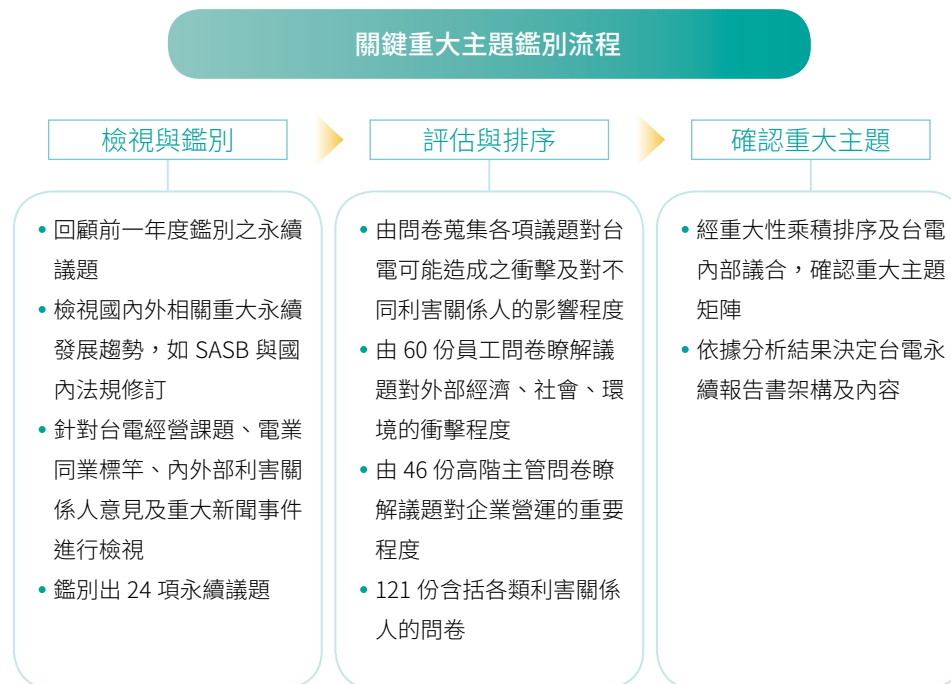 關鍵重大主題鑑別流程
檢視與鑑別
• 回顧前一年度鑑別之永續
議題
• 檢視國內外相關重大永續
發展趨勢，如 SASB 與國
內法規修訂
• 針對台電經營課題、電業
同業標竿、內外部利害關
係人意見及重大新聞事件
進行檢視
• 鑑別出 24 項永續議題
評估與排序
• 由問卷蒐集各項議題對台
電可能造成之衝擊及對不
同利害關係人的影響程度
• 由 60 份員工問卷瞭解議
題對外部經濟、社會、環
境的衝擊程度
• 由 46 份高階主管問卷瞭
解議題對企業營運的重要
程度
• 121 份含括各類利害關係
人的問卷
確認重大主題
• 經重大性乘積排序及台電
內部議合，確認重大主題
矩陣
• 依據分析結果決定台電永
續報告書架構及內容